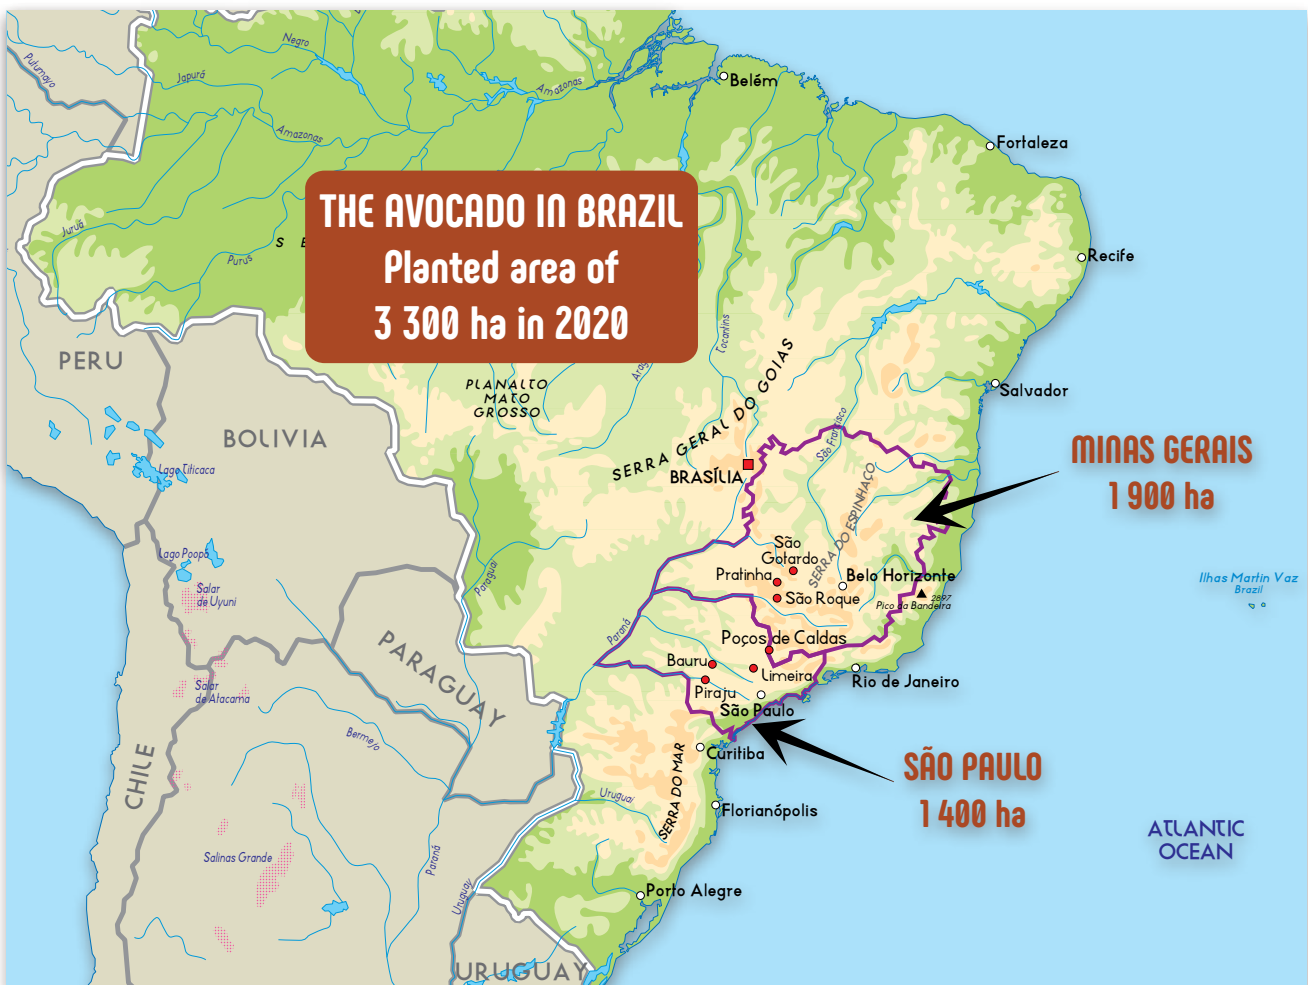 Putumayo
Negro
Japurá
Amazonas
Belém
Amazonas
Fortaleza
THE AVOCADO IN BRAZIL
Planted area of
3 300 ha in 2020
Juruá
S E
Purus
Recife
PERU
Tocantins
Arag
PLANALTO
MATO
GROSSO
SERRA GERAL DO GOIAS
Salvador
BOLIVIA
São Francisco
MINAS GERAIS
1 900 ha
Lago Titicaca
BRASÍLIA
SERRA DO ESPINHAÇO
Lago Poopó
São
Gotardo
Pratinha
Belo Horizonte
Ilhas Martin Vaz
Brazil
Salar
de Uyuni
Paraguai
São Roque
2897
Pico da Bandeira
Paraná
Poços de Caldas
PARAGUAY
Bauru
Limeira
Rio de Janeiro
Salar
de Atacama
Piraju
São Paulo
Bermejo
Curitiba
SÃO PAULO
1 400 ha
CHILE
SERRA DO MAR
Uruguai
Florianópolis
ATLANTIC
OCEAN
Salinas Grande
Paraná
Uruguay
Porto Alegre
URUGUAY